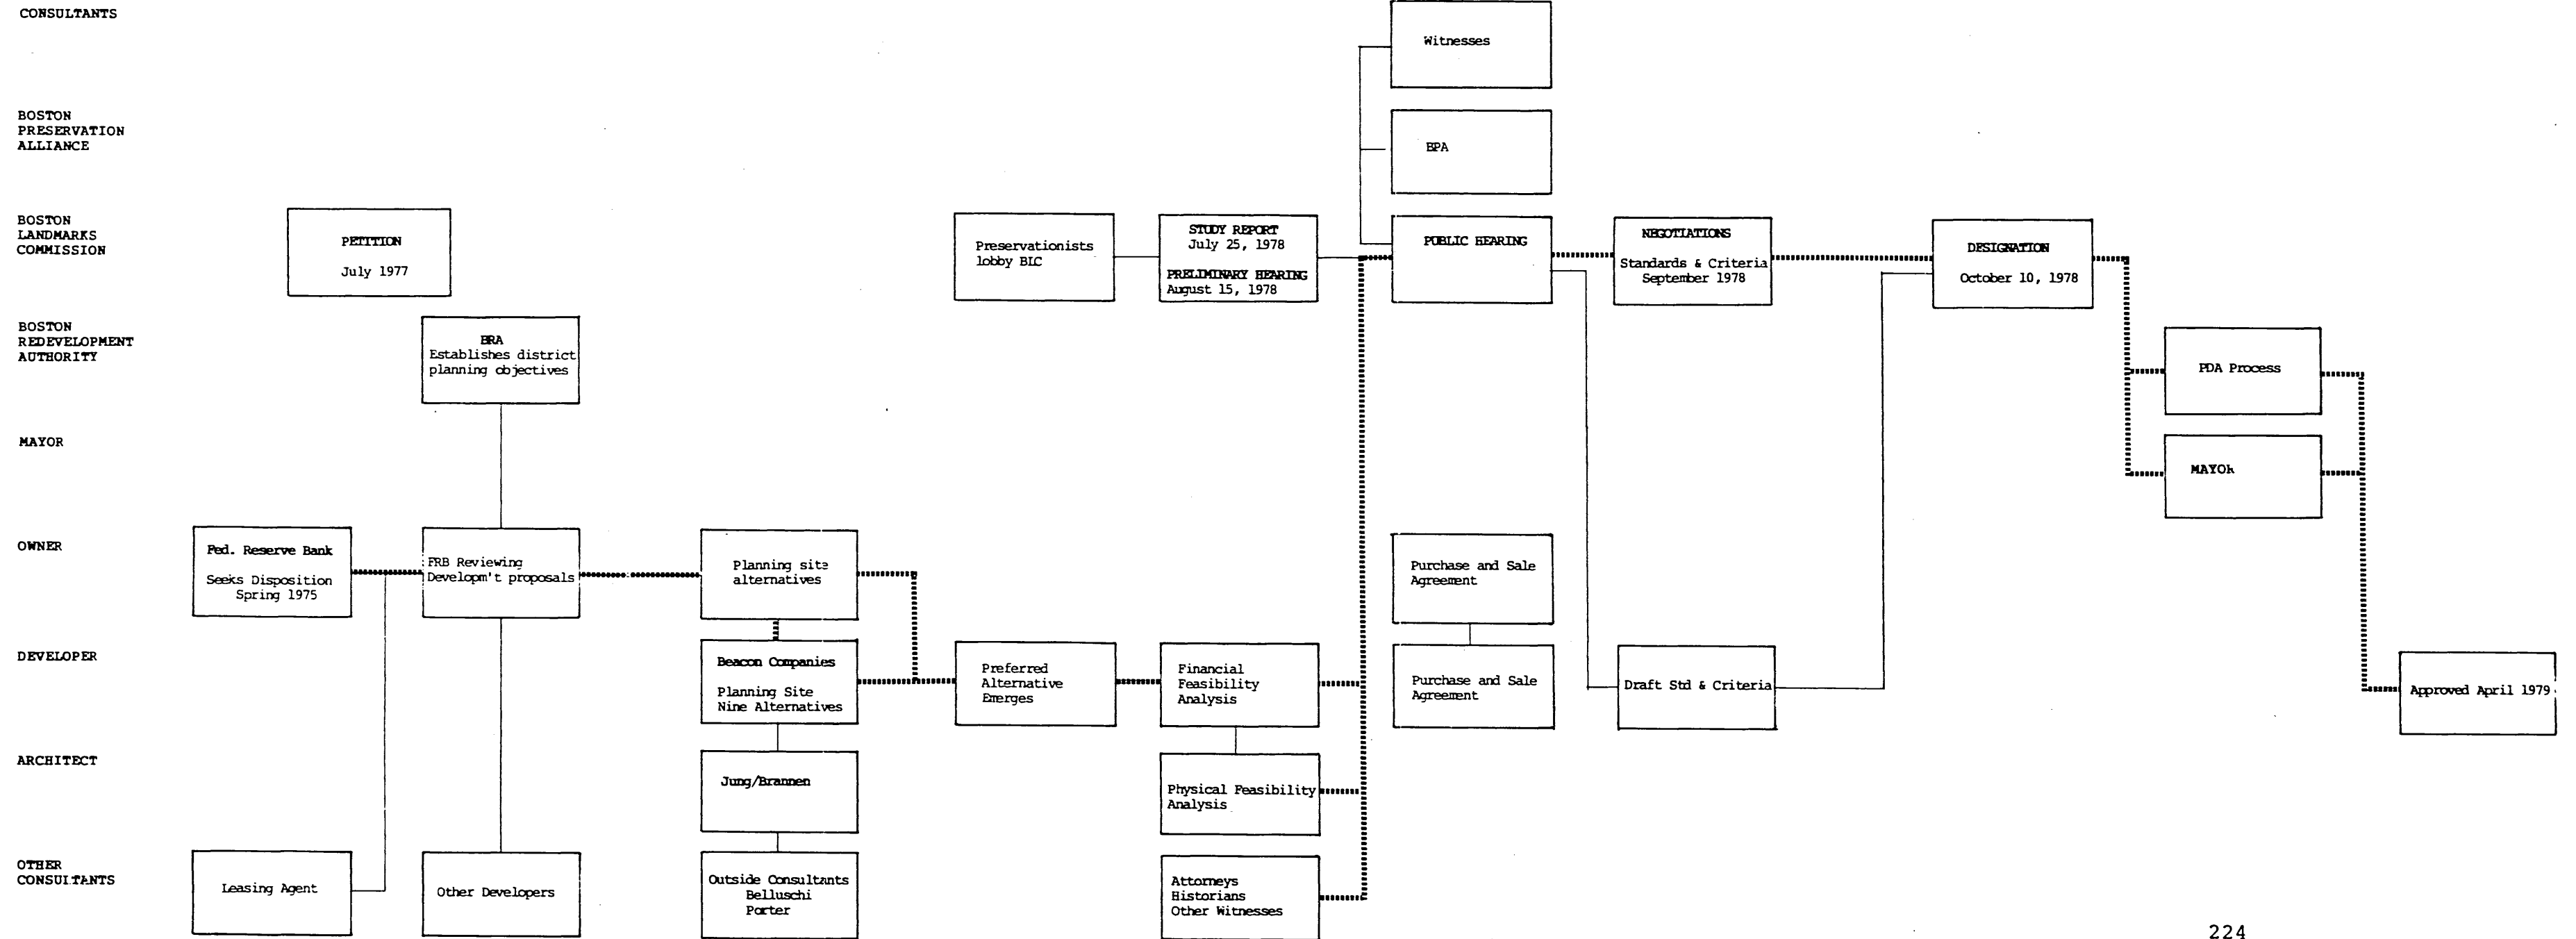 CONSULTANTS
Witnesses
BOSTON
PRESERVATION
ALLIANCE
BPA
BOSTON
LANDMARKS
COMMISSION
PETITION
July 1977
Preservationists
lobby BLC
STUDY REPORT
July 25, 1978
PRELIMINARY HEARING
August 15, 1978
PUBLIC HEARING
NEGOTIATIONS
Standards & Criteria
September 1978
DESIGNATION
October 10, 1978
BOSTON
REDEVELOPMENT
AUTHORITY
BRA
Establishes district
planning objectives
PDA Process
MAYOR
MAYOR
OWNER
Fed. Reserve Bank
Seeks Disposition
Spring 1975
FRB Reviewing
Developm't proposals
Planning site
alternatives
Purchase and Sale
Agreement
DEVELOPER
Beacon Companies
Planning Site
Nine Alternatives
Preferred
Alternative
Emerges
Financial
Feasibility
Analysis
Purchase and Sale
Agreement
Draft Std & Criteria
Approved April 1979
ARCHITECT
Jung/Brannen
Physical Feasibility
Analysis
OTHER
CONSULTANTS
Leasing Agent
Other Developers
Outside Consultants
Belluschi
Porter
Attorneys
Historians
Other Witnesses
224